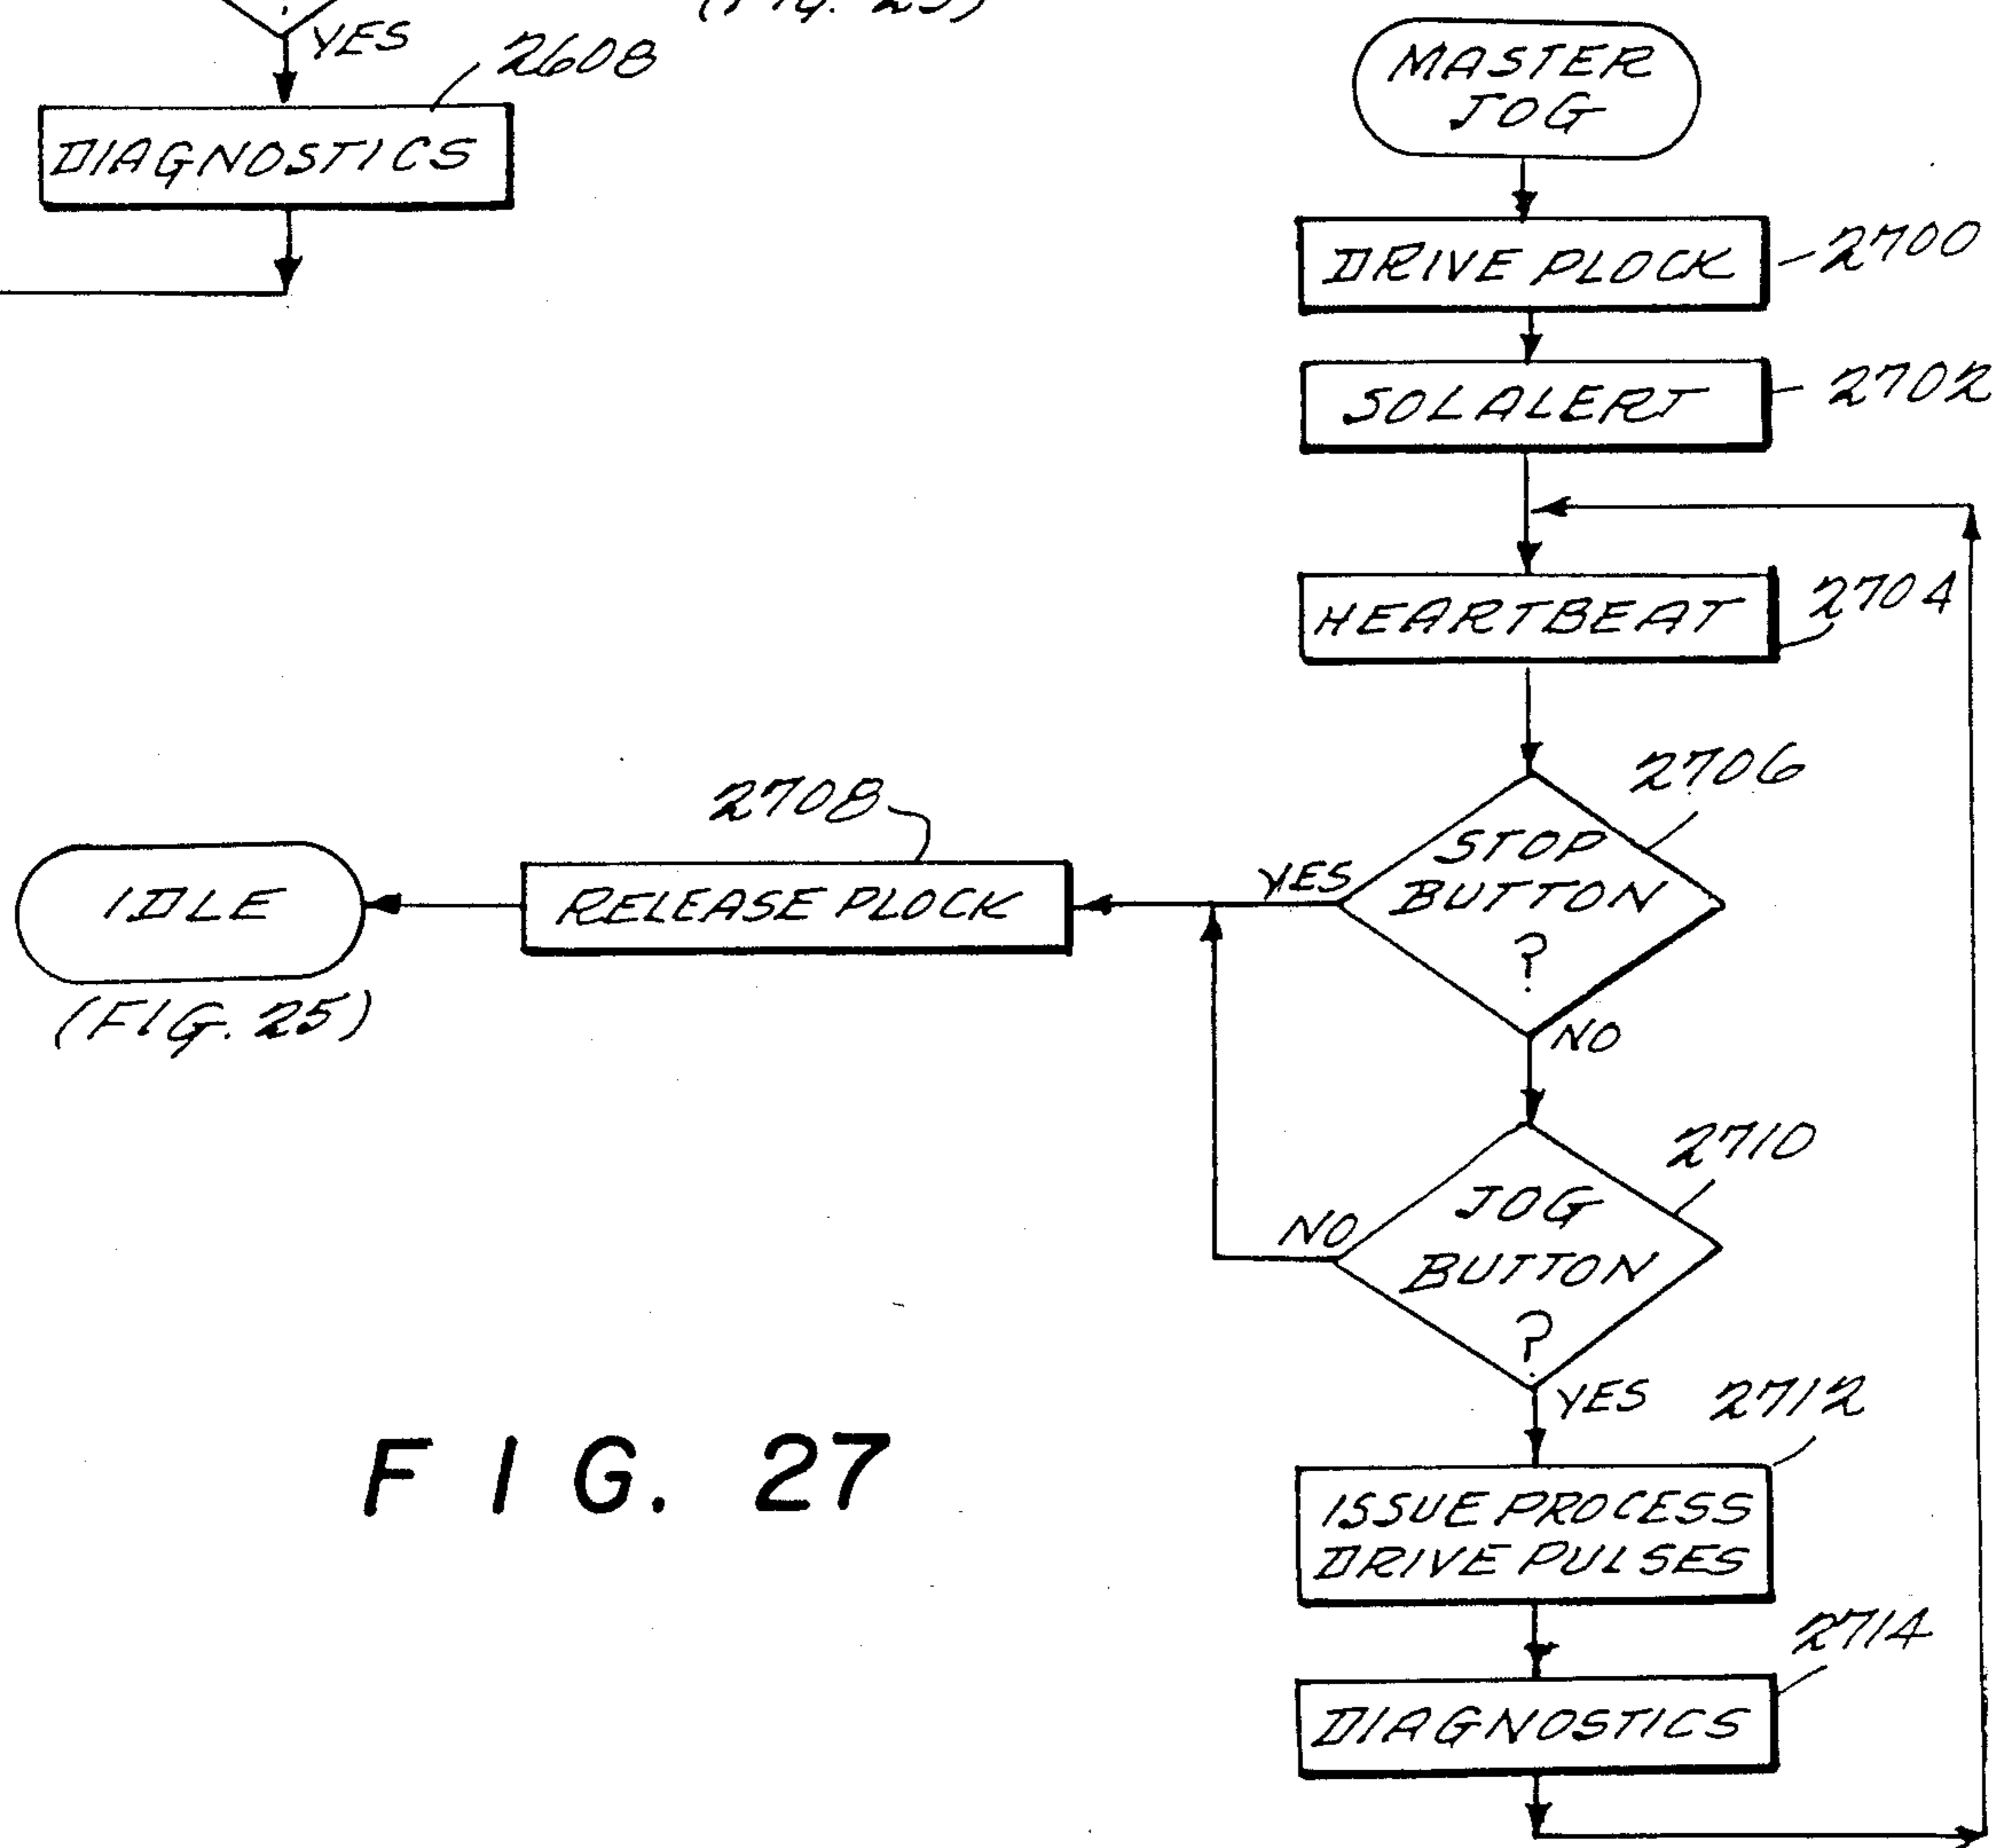 YES
2608
DIAGNOSTICS
MASTER
JOG
DRIVE PLOCK
2700
SOLALERT
2702
HEARTBEAT
2704
STOP
BUTTON
?
2706
YES
NO
2708
RELEASE PLOCK
IDLE
(FIG. 25)
JOG
BUTTON
?
2710
NO
YES
2712
ISSUE PROCESS
DRIVE PULSES
2714
DIAGNOSTICS
FIG. 27